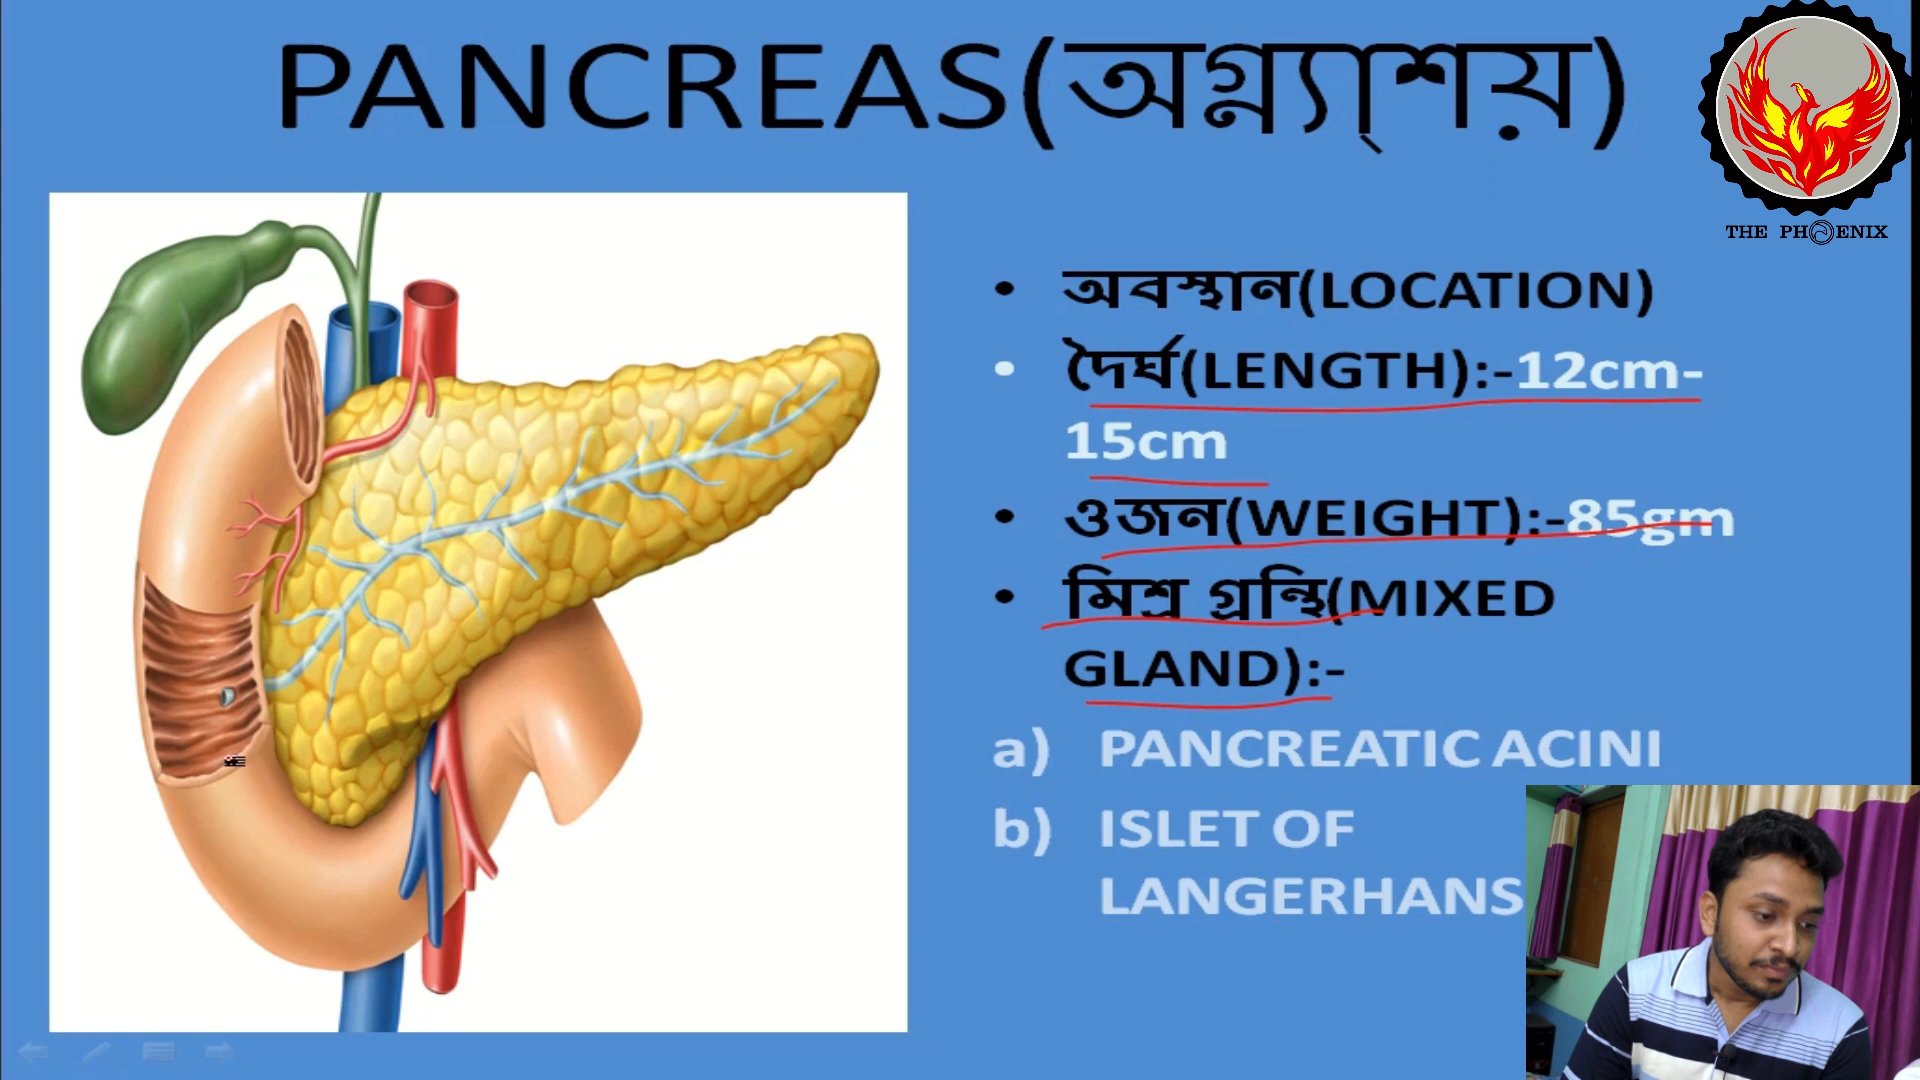 PANCREAS(অগ্ন্যা্শয়)
THE PHOENIX
• অবস্থান(LOCATION)
• দৈর্ঘ(LENGTH):-12cm-
15cm
• ওজন(WEIGHT):-85gm
• মিশ্র গ্রন্থি(MIXED
GLAND):-
a) PANCREATIC ACINI
b) ISLET OF
LANGERHANS